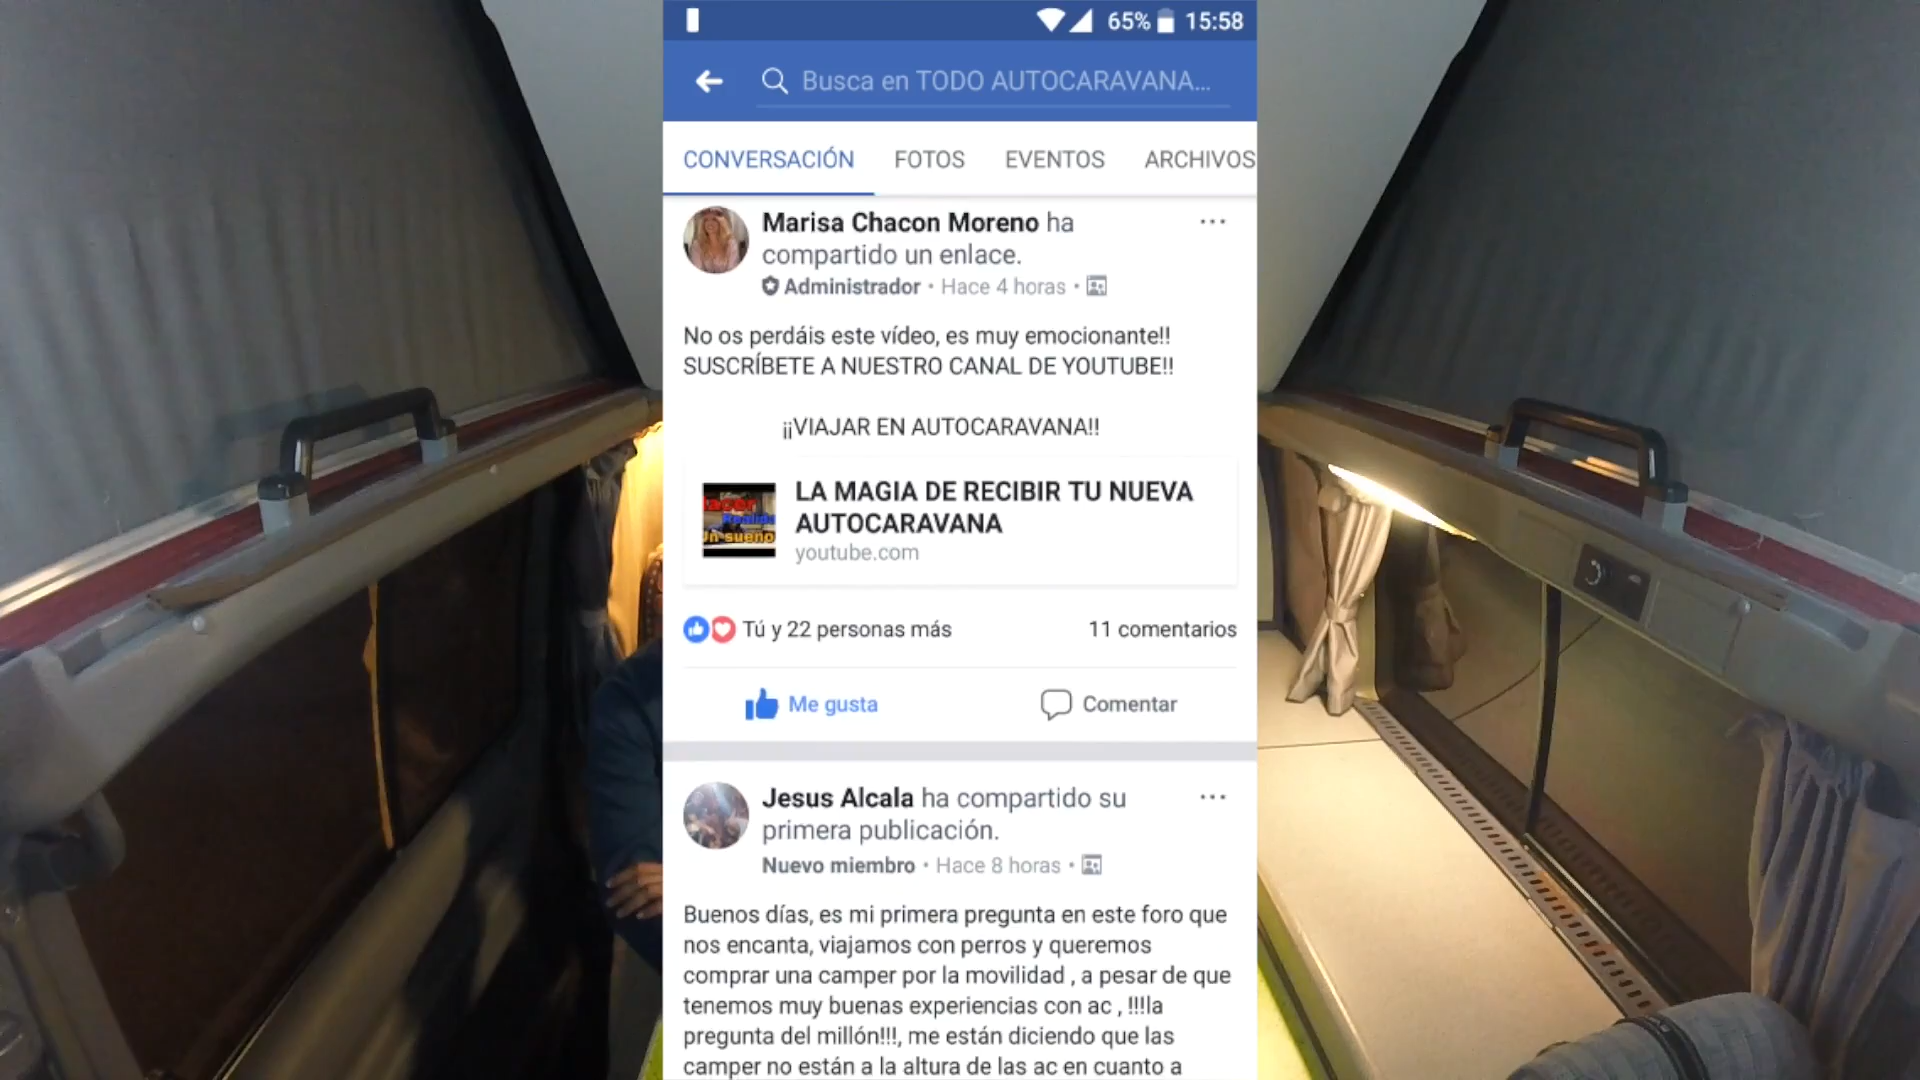 65% 15:58
Busca en TODO AUTOCARAVANA...
CONVERSACIÓN FOTOS EVENTOS ARCHIVOS
Marisa Chacon Moreno ha
compartido un enlace.
Administrador • Hace 4 horas •
No os perdáis este vídeo, es muy emocionante!!
SUSCRÍBETE A NUESTRO CANAL DE YOUTUBE!!
¡¡VIAJAR EN AUTOCARAVANA!!
Hacer
Realidad
Un sueño
LA MAGIA DE RECIBIR TU NUEVA
AUTOCARAVANA
youtube.com
Tú y 22 personas más 11 comentarios
Me gusta Comentar
Jesus Alcala ha compartido su
primera publicación.
Nuevo miembro • Hace 8 horas •
Buenos días, es mi primera pregunta en este foro que
nos encanta, viajamos con perros y queremos
comprar una camper por la movilidad , a pesar de que
tenemos muy buenas experiencias con ac , !!!la
pregunta del millón!!!, me están diciendo que las
camper no están a la altura de las ac en cuanto a